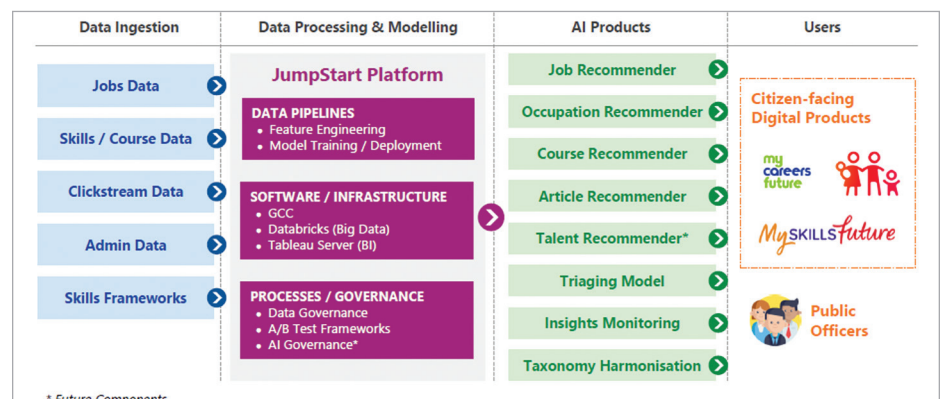 Data Ingestion
Data Processing & Modelling
AI Products
Users
Jobs Data
Skills / Course Data
Clickstream Data
Admin Data
Skills Frameworks
JumpStart Platform
DATA PIPELINES
• Feature Engineering
• Model Training / Deployment
SOFTWARE / INFRASTRUCTURE
• GCC
• Databricks (Big Data)
• Tableau Server (BI)
PROCESSES / GOVERNANCE
• Data Governance
• A/B Test Frameworks
• AI Governance*
Job Recommender
Occupation Recommender
Course Recommender
Article Recommender
Talent Recommender*
Triaging Model
Insights Monitoring
Taxonomy Harmonisation
Citizen-facing
Digital Products
my
careers
future
MySKILLSfuture
Public
Officers
* Future Components